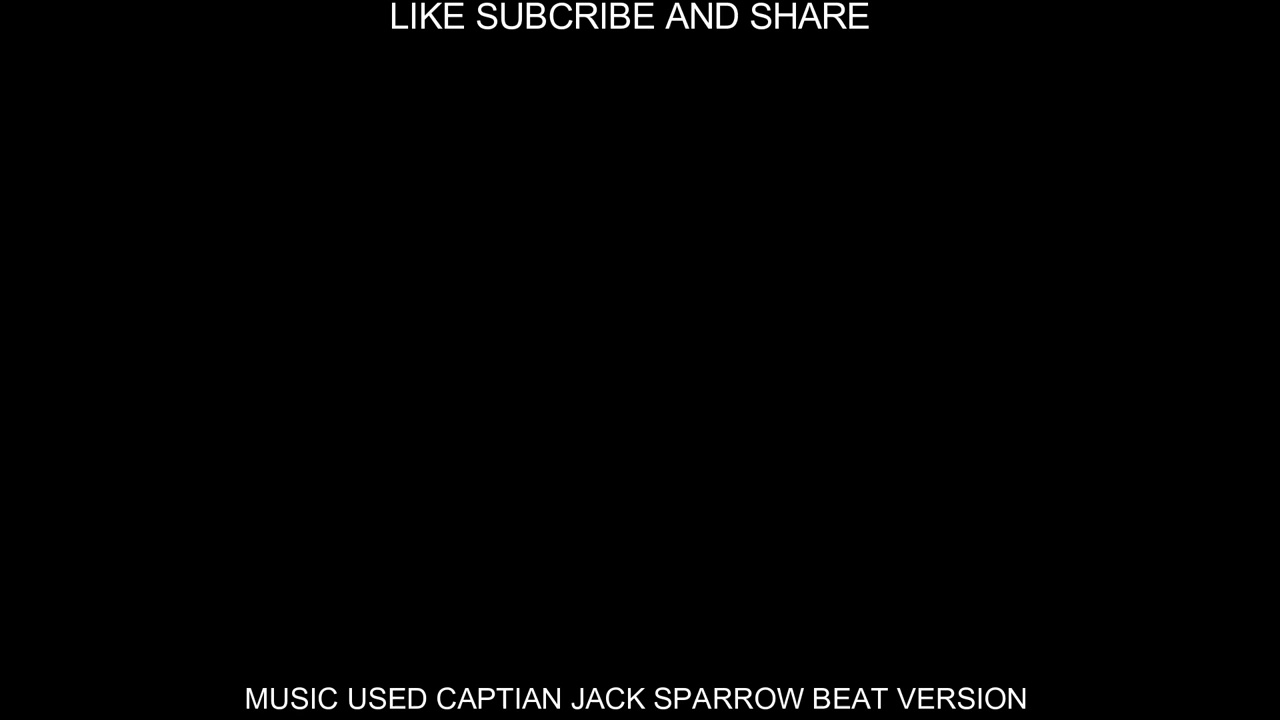 LIKE SUBCRIBE AND SHARE
MUSIC USED CAPTIAN JACK SPARROW BEAT VERSION